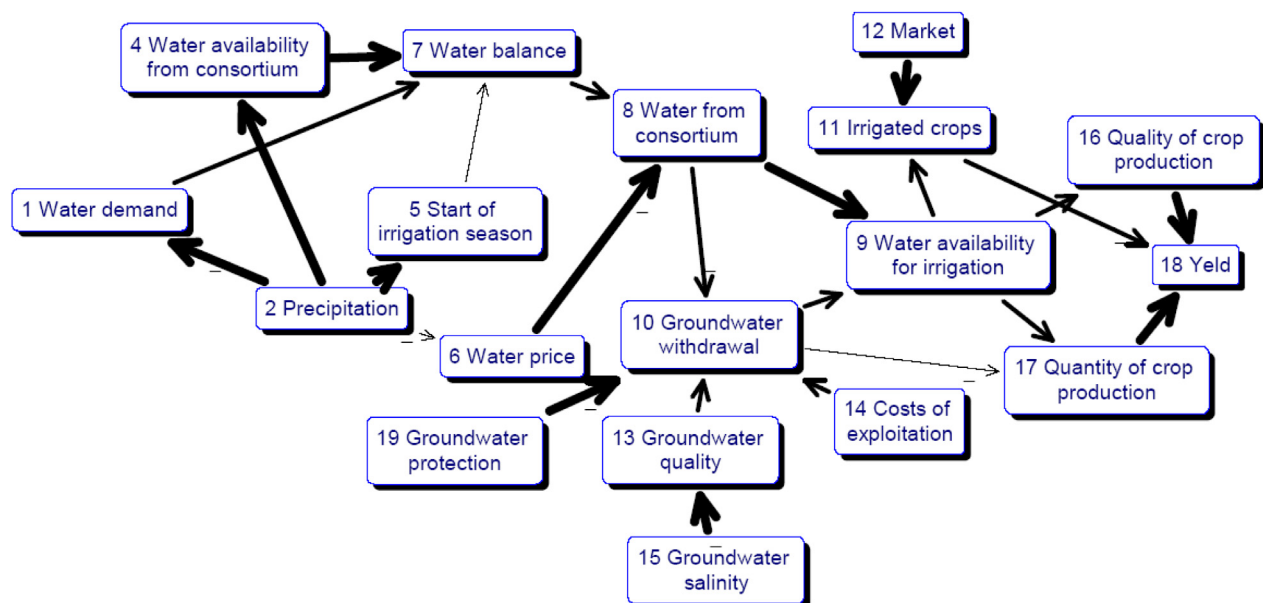 4 Water availability
from consortium
7 Water balance
12 Market
8 Water from
consortium
11 Irrigated crops
16 Quality of crop
production
1 Water demand
5 Start of
irrigation season
9 Water availability
for irrigation
18 Yeld
2 Precipitation
10 Groundwater
withdrawal
6 Water price
17 Quantity of crop
production
19 Groundwater
protection
13 Groundwater
quality
14 Costs of
exploitation
15 Groundwater
salinity